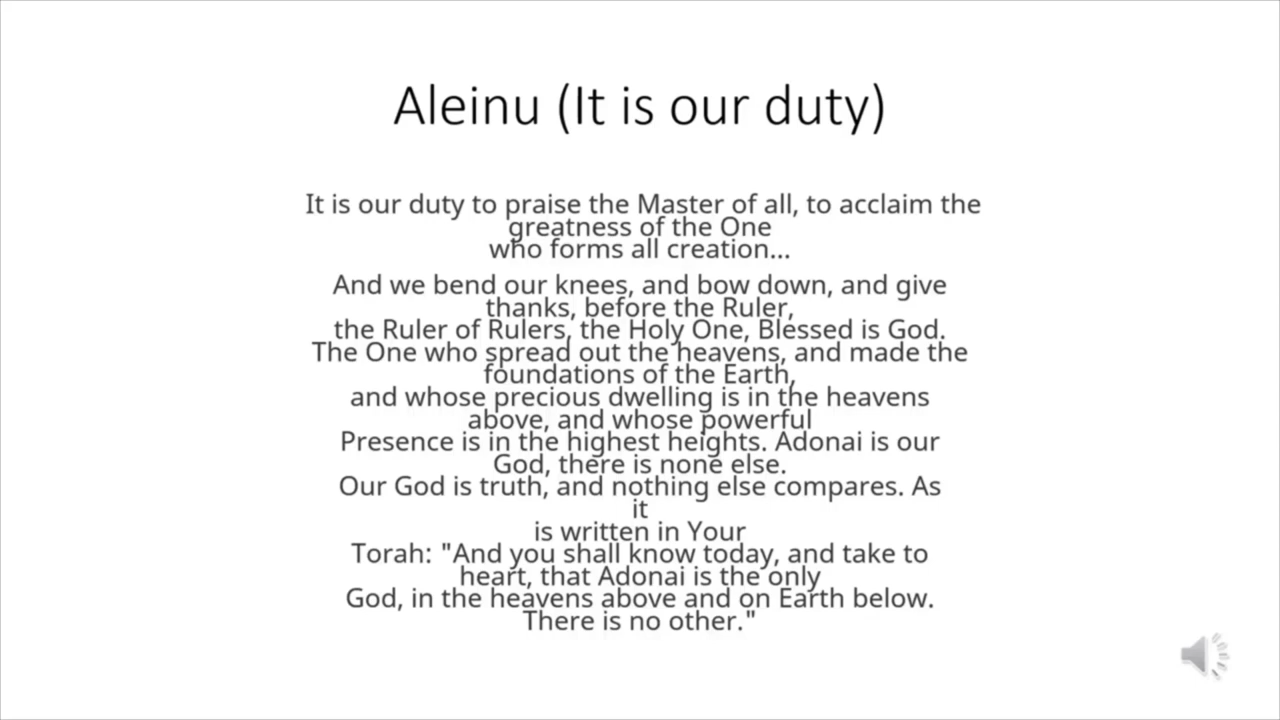 Aleinu (It is our duty)
It is our duty to praise the Master of all, to acclaim the
greatness of the One
who forms all creation...
And we bend our knees, and bow down, and give
thanks, before the Ruler,
the Ruler of Rulers, the Holy One, Blessed is God.
The One who spread out the heavens, and made the
foundations of the Earth,
and whose precious dwelling is in the heavens
above, and whose powerful
Presence is in the highest heights. Adonai is our
God, there is none else.
Our God is truth, and nothing else compares. As
it
is written in Your
Torah: "And you shall know today, and take to
heart, that Adonai is the only
God, in the heavens above and on Earth below.
There is no other."